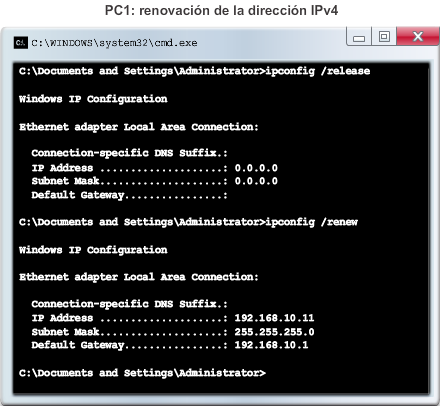 PC1: renovación de la dirección IPv4
C:\WINDOWS\system32\cmd.exe
C:\Documents and Settings\Administrator>ipconfig /release
Windows IP Configuration
Ethernet adapter Local Area Connection:
Connection-specific DNS Suffix.:
IP Address ....................: 0.0.0.0
Subnet Mask....................: 0.0.0.0
Default Gateway................:
C:\Documents and Settings\Administrator>ipconfig /renew
Windows IP Configuration
Ethernet adapter Local Area Connection:
Connection-specific DNS Suffix.:
IP Address ....................: 192.168.10.11
Subnet Mask....................: 255.255.255.0
Default Gateway................: 192.168.10.1
C:\Documents and Settings\Administrator>